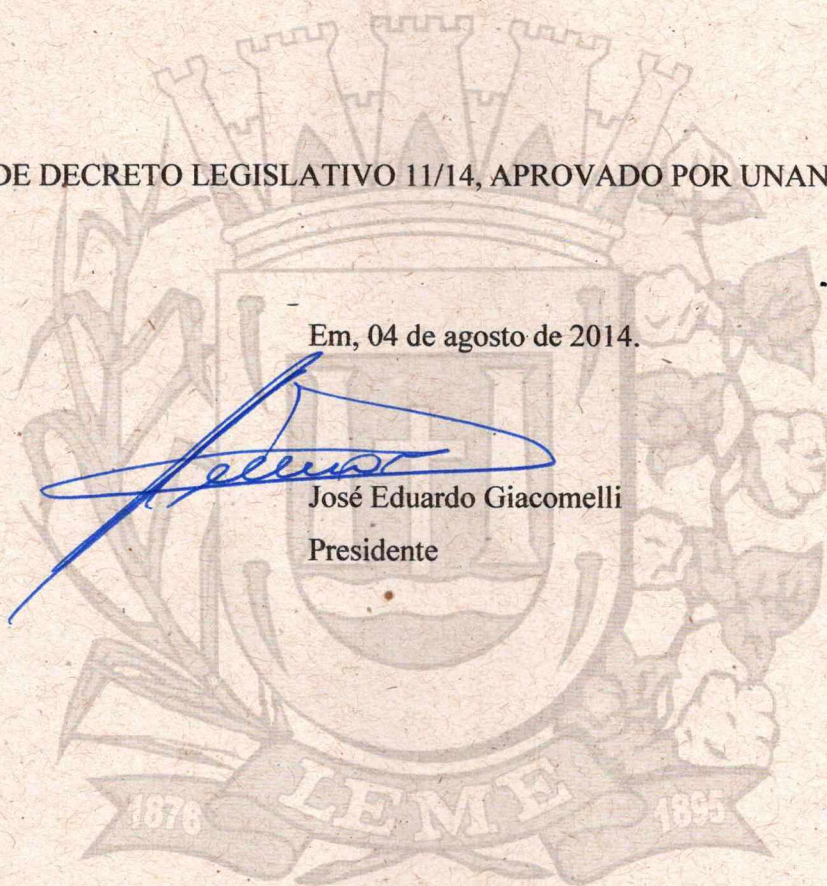 DE DECRETO LEGISLATIVO 11/14, APROVADO POR UNAN
Em, 04 de agosto de 2014.
José Eduardo Giacomelli
Presidente
1876 LEME 1895